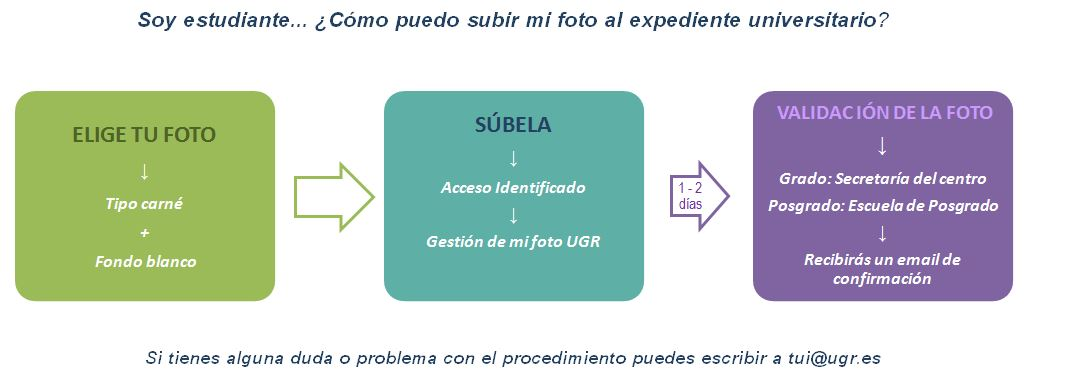 Soy estudiante... ¿Cómo puedo subir mi foto al expediente universitario?
ELIGE TU FOTO
↓
Tipo carné
+
Fondo blanco
SÚBELA
↓
Acceso Identificado
↓
Gestión de mi foto UGR
1 - 2
días
VALIDACIÓN DE LA FOTO
↓
Grado: Secretaría del centro
Posgrado: Escuela de Posgrado
↓
Recibirás un email de
confirmación
Si tienes alguna duda o problema con el procedimiento puedes escribir a tui@ugr.es